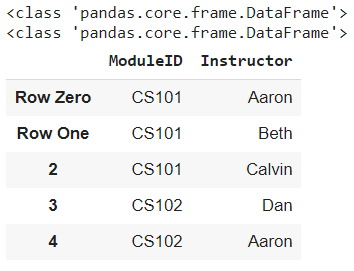 <class 'pandas.core.frame.DataFrame'>
<class 'pandas.core.frame.DataFrame'>
ModuleID Instructor
Row Zero CS101 Aaron
Row One CS101 Beth
2 CS101 Calvin
3 CS102 Dan
4 CS102 Aaron